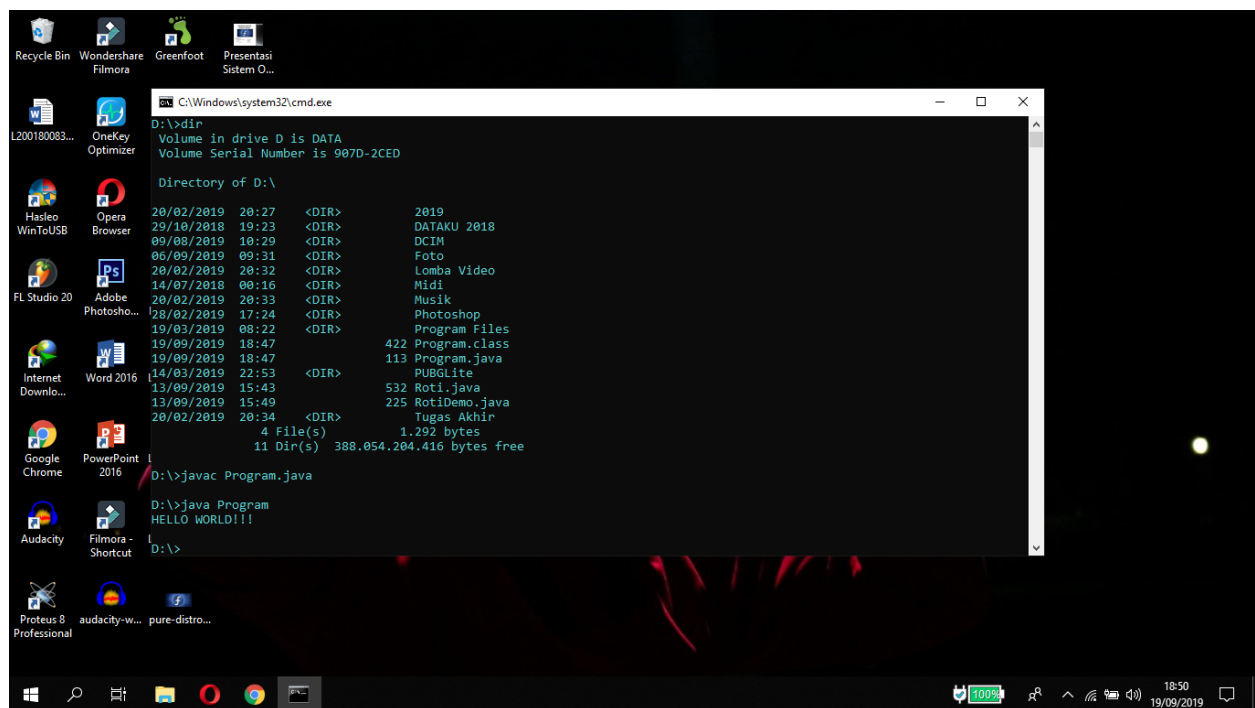 Recycle Bin
Wondershare
Filmora
Greenfoot
Presentasi
Sistem O...
L200180083...
OneKey
Optimizer
Hasleo
WinToUSB
Opera
Browser
FL Studio 20
Adobe
Photosho...
Internet
Downlo...
Word 2016
Google
Chrome
PowerPoint
2016
Audacity
Filmora -
Shortcut
Proteus 8
Professional
audacity-w...
pure-distro...
C:\Windows\system32\cmd.exe
D:\>dir
Volume in drive D is DATA
Volume Serial Number is 907D-2CED
Directory of D:\
20/02/2019 20:27 <DIR> 2019
29/10/2018 19:23 <DIR> DATAKU 2018
09/08/2019 10:29 <DIR> DCIM
06/09/2019 09:31 <DIR> Foto
20/02/2019 20:32 <DIR> Lomba Video
14/07/2018 00:16 <DIR> Midi
20/02/2019 20:33 <DIR> Musik
28/02/2019 17:24 <DIR> Photoshop
19/03/2019 08:22 <DIR> Program Files
19/09/2019 18:47 422 Program.class
19/09/2019 18:47 113 Program.java
14/03/2019 22:53 <DIR> PUBGLite
13/09/2019 15:43 532 Roti.java
13/09/2019 15:49 225 RotiDemo.java
20/02/2019 20:34 <DIR> Tugas Akhir
4 File(s) 1.292 bytes
11 Dir(s) 388.054.204.416 bytes free
D:\>javac Program.java
D:\>java Program
HELLO WORLD!!!
D:\>
100%
18:50
19/09/2019